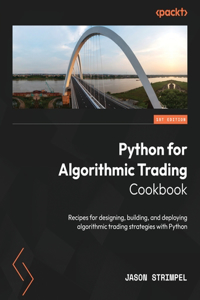 <packt>
1ST EDITION
Python for
Algorithmic Trading
Cookbook
Recipes for designing, building, and deploying
algorithmic trading strategies with Python
JASON STRIMPEL